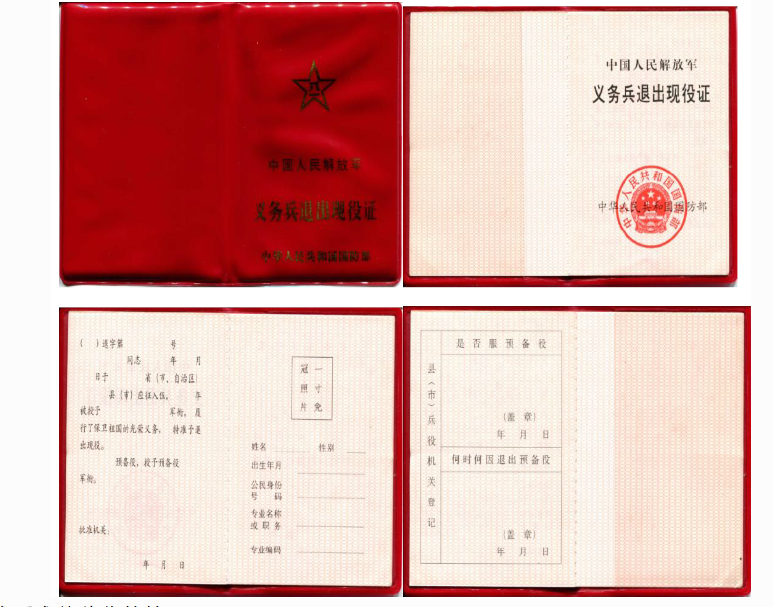 中国人民解放军
义务兵退出现役证
中华人民共和国国防部
中国人民解放军
义务兵退出现役证
中华人民共和国国防部
中华人民共和国国防部
( )退字第 号
同志 年 月
日于 省(市、自治区)
县(市)应征入伍。 年
被授予 军衔。履
行了保卫祖国的光荣义务,特准予退
出现役。
预备役,授予预备役
军衔。
批准机关:
年 月 日
冠一
照寸
片免
姓名 性别
出生年月
公民身份
号 码
专业名称
或职务
专业编码
县(市)兵役机关登记
是否服预备役
(盖 章)
年 月 日
何时何因退出预备役
(盖 章)
年 月 日